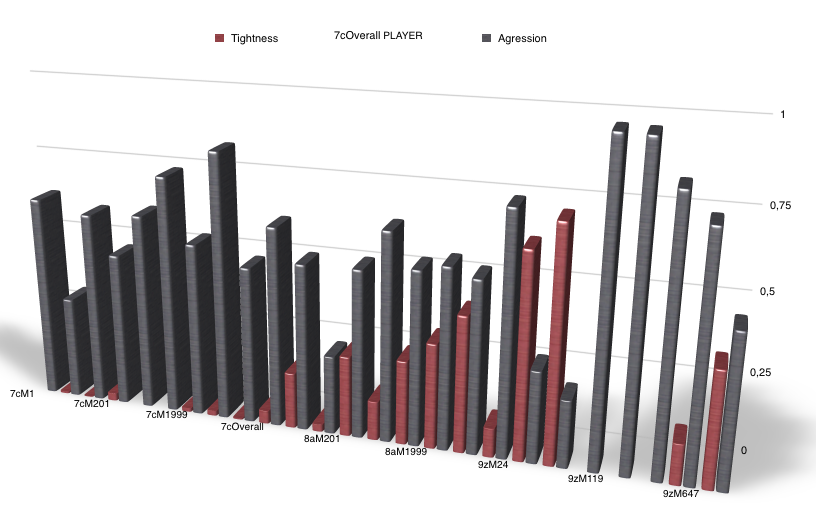 Tightness
7cOverall PLAYER
Agression
1
0,75
0,5
0,25
0
7cM1
7cM201
7cM1999
7cOverall
8aM201
8aM1999
9zM24
9zM119
9zM647